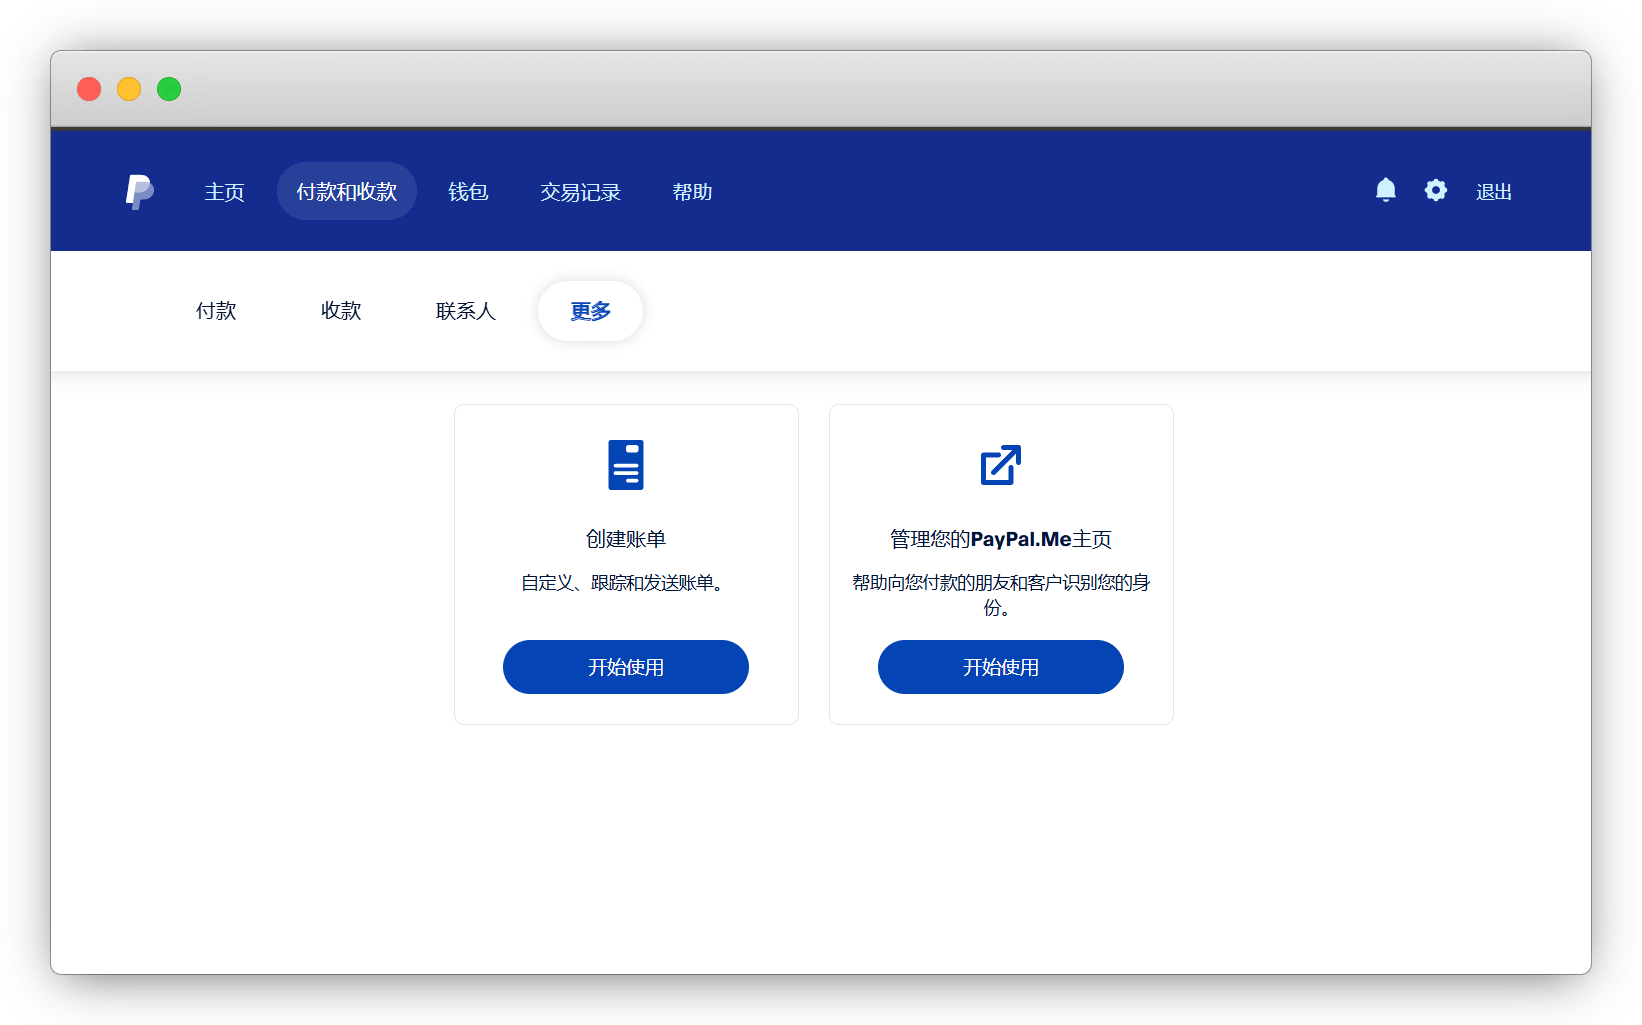 主页 付款和收款 钱包 交易记录 帮助 退出
付款 收款 联系人 更多
创建账单
自定义、跟踪和发送账单。
开始使用
管理您的PayPal.Me主页
帮助向您付款的朋友和客户识别您的身
份。
开始使用